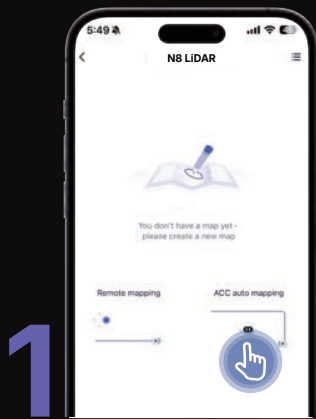 5:49
N8 LiDAR
You don't have a map yet -
please create a new map
Remote mapping
ACC auto mapping
1